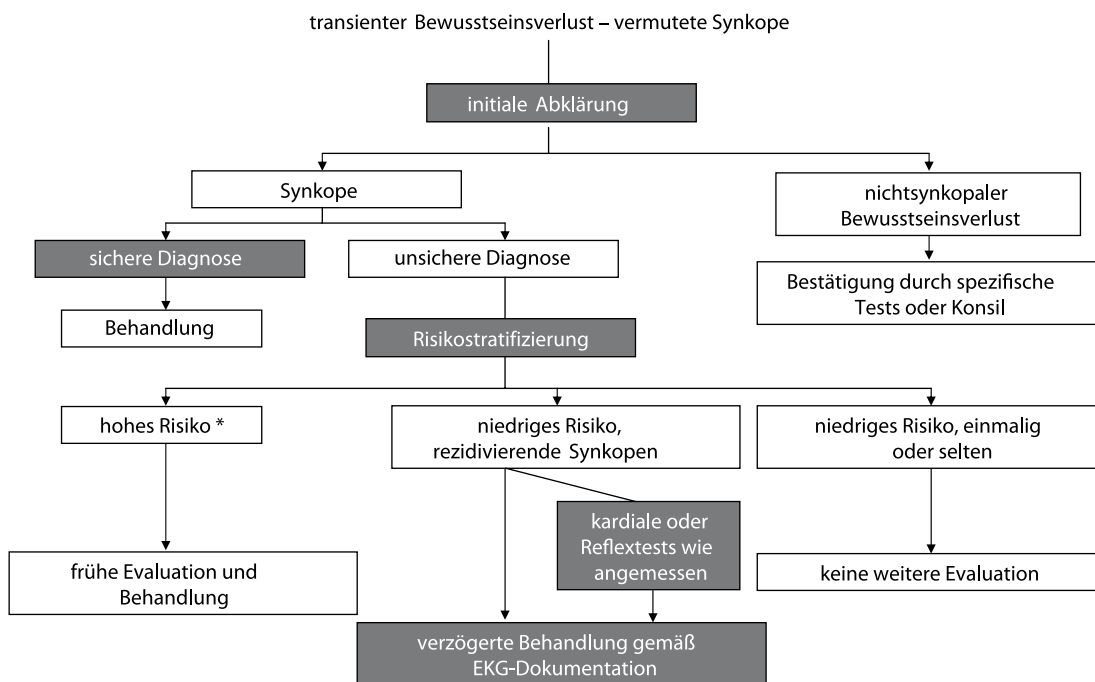 transienter Bewusstseinsverlust – vermutete Synkope
initiale Abklärung
Synkope
nichtsynkopaler
Bewusstseinsverlust
sichere Diagnose
unsichere Diagnose
Bestätigung durch spezifische
Tests oder Konsil
Behandlung
Risikostratifizierung
hohes Risiko *
niedriges Risiko,
rezidivierende Synkopen
niedriges Risiko, einmalig
oder selten
kardiale oder
Reflextests wie
angemessen
frühe Evaluation und
Behandlung
keine weitere Evaluation
verzögerte Behandlung gemäß
EKG-Dokumentation